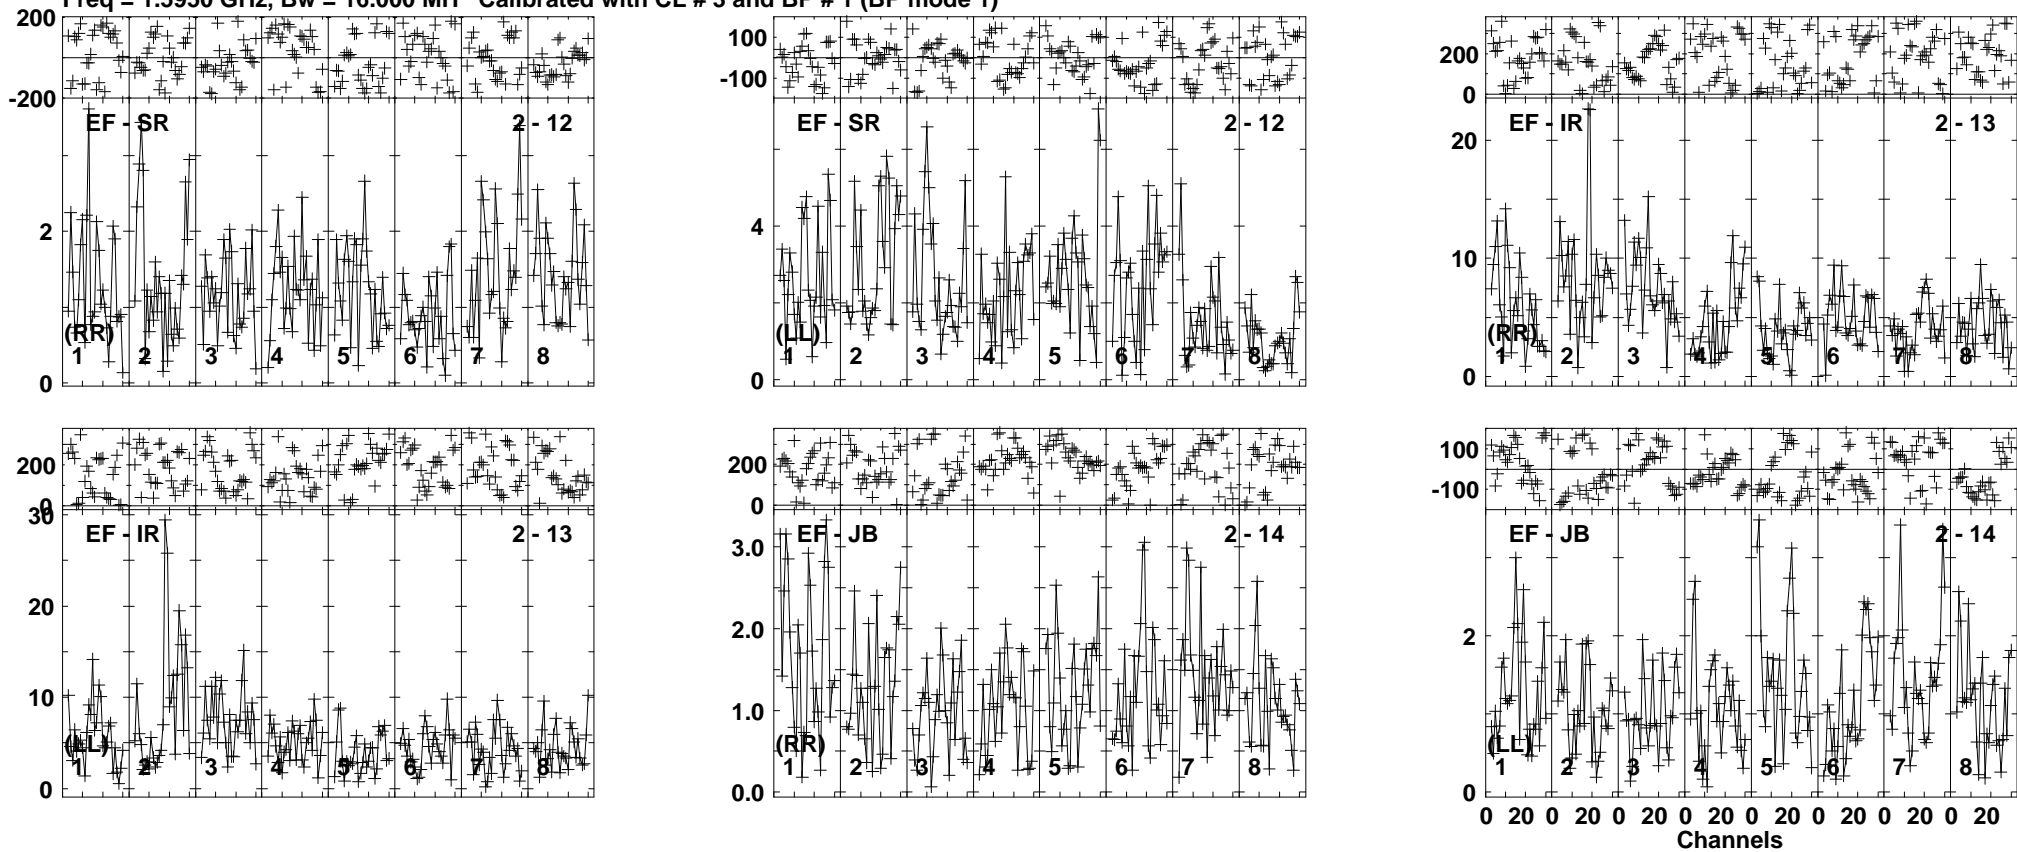 Freq = 1.5950 GHz, Bw = 16.000 MH Calibrated with CL # 3 and BP # 1 (BP mode 1)
200
-200
EF - SR
2 - 12
2
0
(RR)
1 2 3 4 5 6 7 8
100
-100
EF - SR
2 - 12
4
0
(LL)
1 2 3 4 5 6 7 8
200
0
EF - IR
2 - 13
20
10
0
(RR)
1 2 3 4 5 6 7 8
200
0
30
EF - IR
2 - 13
20
10
0
(LL)
1 2 3 4 5 6 7 8
200
0
EF - JB
2 - 14
3.0
2.0
1.0
0.0
(RR)
1 2 3 4 5 6 7 8
100
-100
EF - JB
2 - 14
2
0
(LL)
1 2 3 4 5 6 7 8
0 20 0 20 0 20 0 20 0 20 0 20 0 20 0 20
Channels